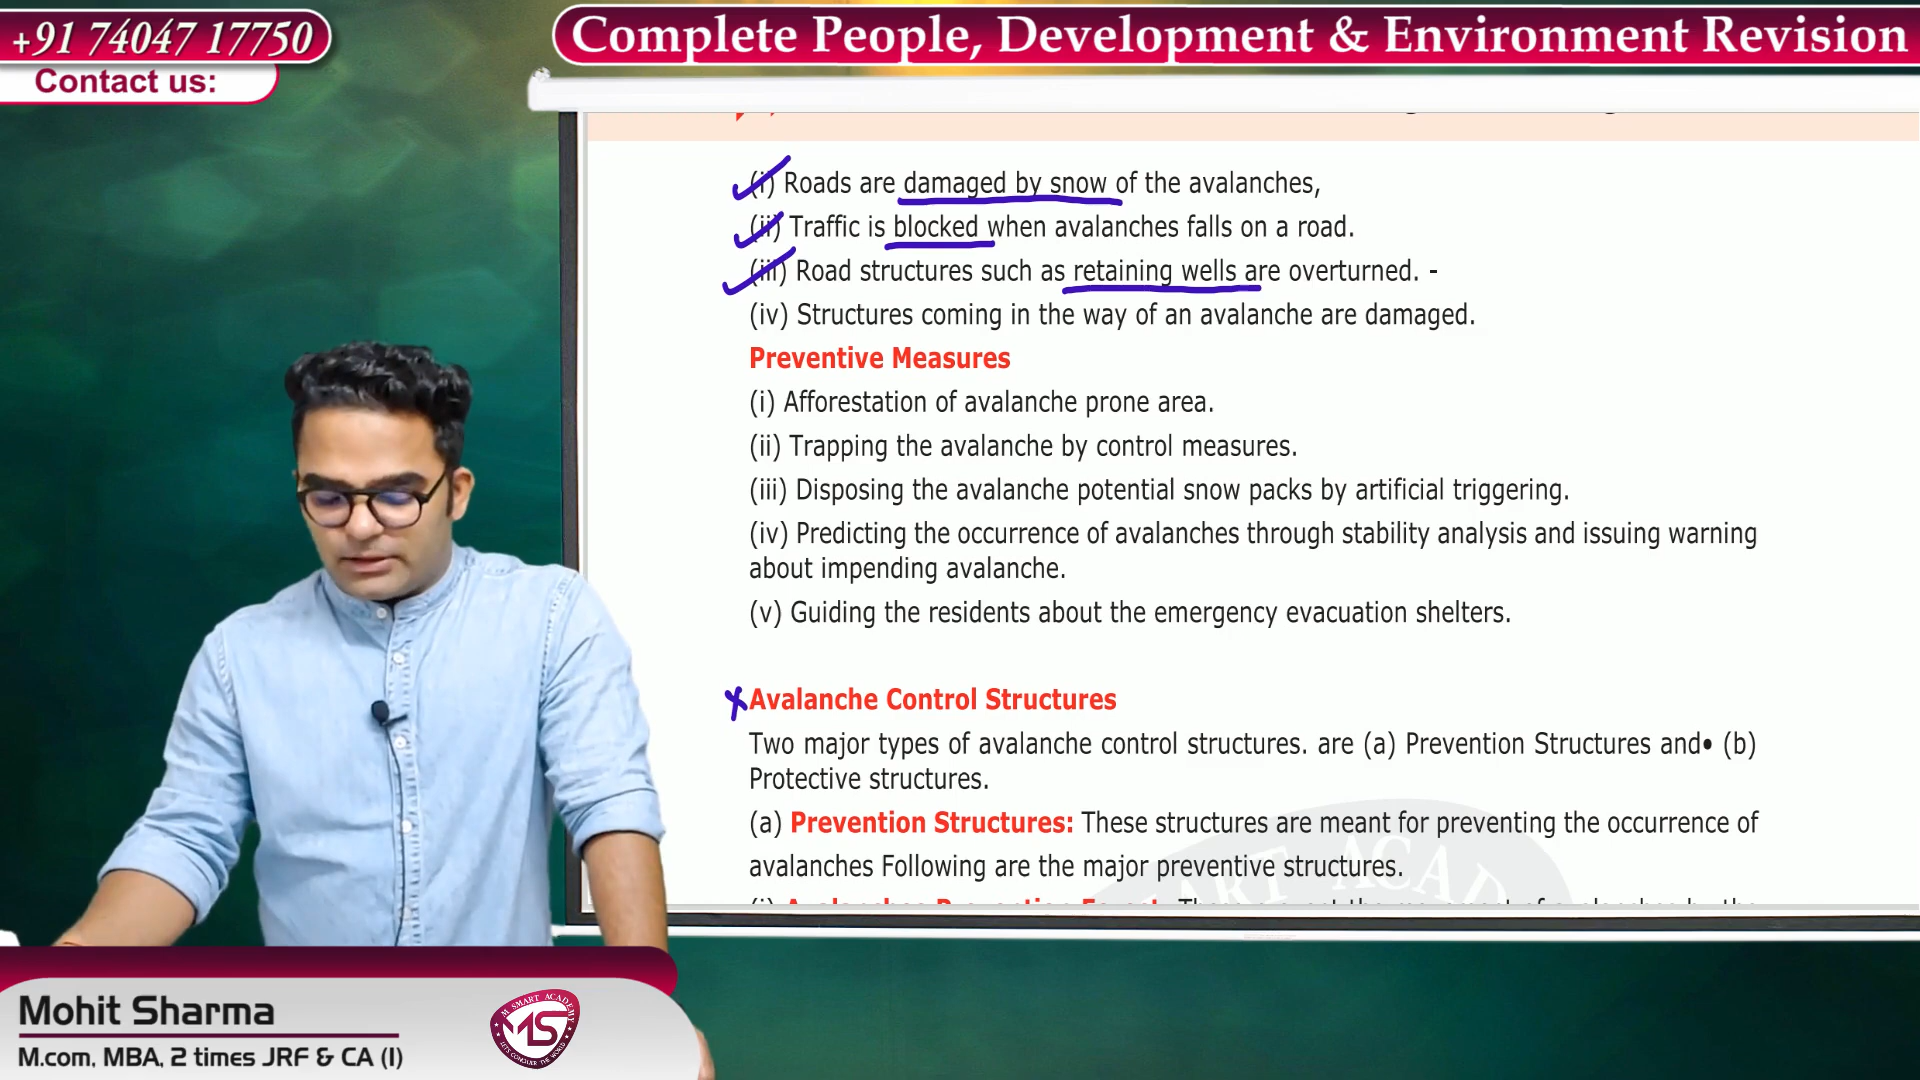 +91 74047 17750
Contact us:
Complete People, Development & Environment Revision
(i) Roads are damaged by snow of the avalanches,
(ii) Traffic is blocked when avalanches falls on a road.
(iii) Road structures such as retaining wells are overturned. -
(iv) Structures coming in the way of an avalanche are damaged.
Preventive Measures
(i) Afforestation of avalanche prone area.
(ii) Trapping the avalanche by control measures.
(iii) Disposing the avalanche potential snow packs by artificial triggering.
(iv) Predicting the occurrence of avalanches through stability analysis and issuing warning
about impending avalanche.
(v) Guiding the residents about the emergency evacuation shelters.
Avalanche Control Structures
Two major types of avalanche control structures. are (a) Prevention Structures and• (b)
Protective structures.
(a) Prevention Structures: These structures are meant for preventing the occurrence of
avalanches Following are the major preventive structures.
Mohit Sharma
M.com, MBA, 2 times JRF & CA (I)
M SMART ACADEMY
MS
LETS CONQUER THE WORLD